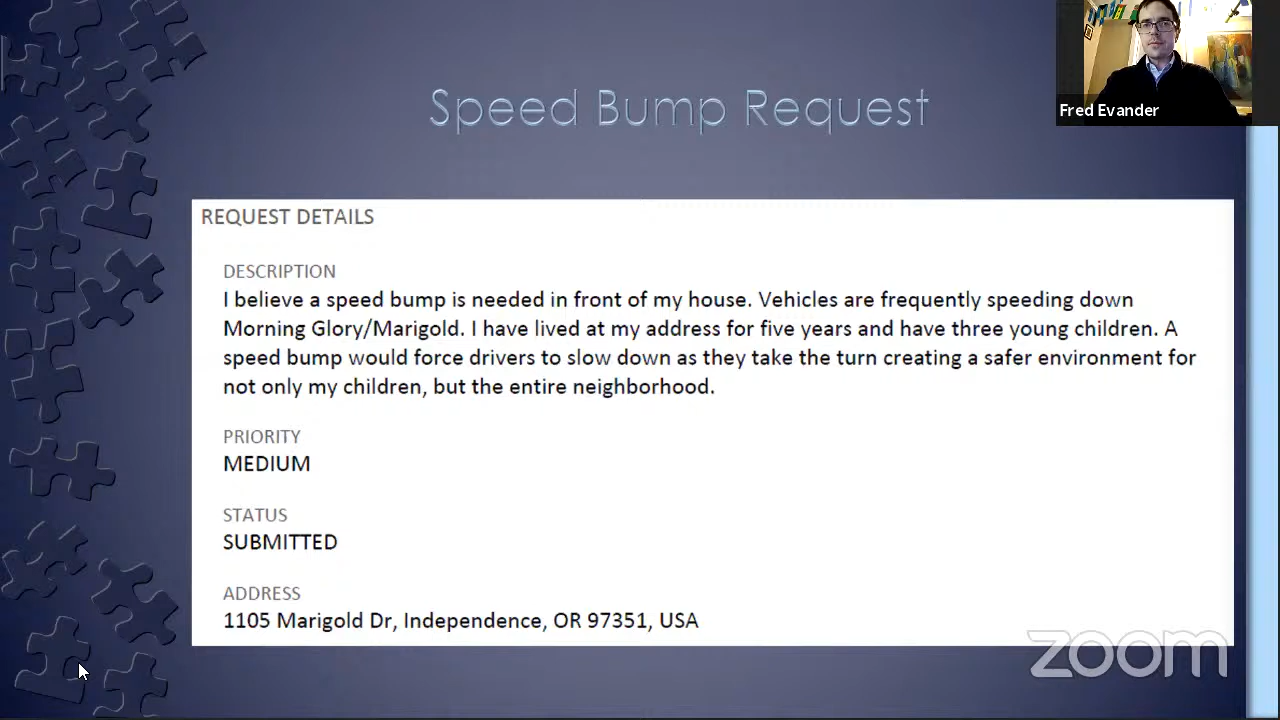 Speed Bump Request
Fred Evander
REQUEST DETAILS
DESCRIPTION
I believe a speed bump is needed in front of my house. Vehicles are frequently speeding down
Morning Glory/Marigold. I have lived at my address for five years and have three young children. A
speed bump would force drivers to slow down as they take the turn creating a safer environment for
not only my children, but the entire neighborhood.
PRIORITY
MEDIUM
STATUS
SUBMITTED
ADDRESS
1105 Marigold Dr, Independence, OR 97351, USA
zoom